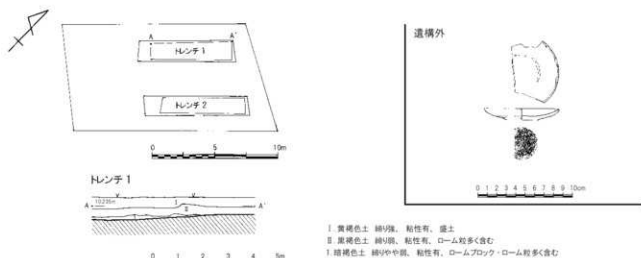 A A'
トレンチ 1
トレンチ 2
0 5 10m
トレンチ 1
A A'
I
II
0 1 2 3 4 5m
遺構外
0 1 2 3 4 5 6 7 8 9 10cm
I 黄褐色土 締り強、 粘性有、 盛土
II 黒褐色土 締り弱、 粘性有、 ローム粒多く含む
1 暗褐色土 締りやや弱、 粘性有、 ロームブロック・ローム粒多く含む